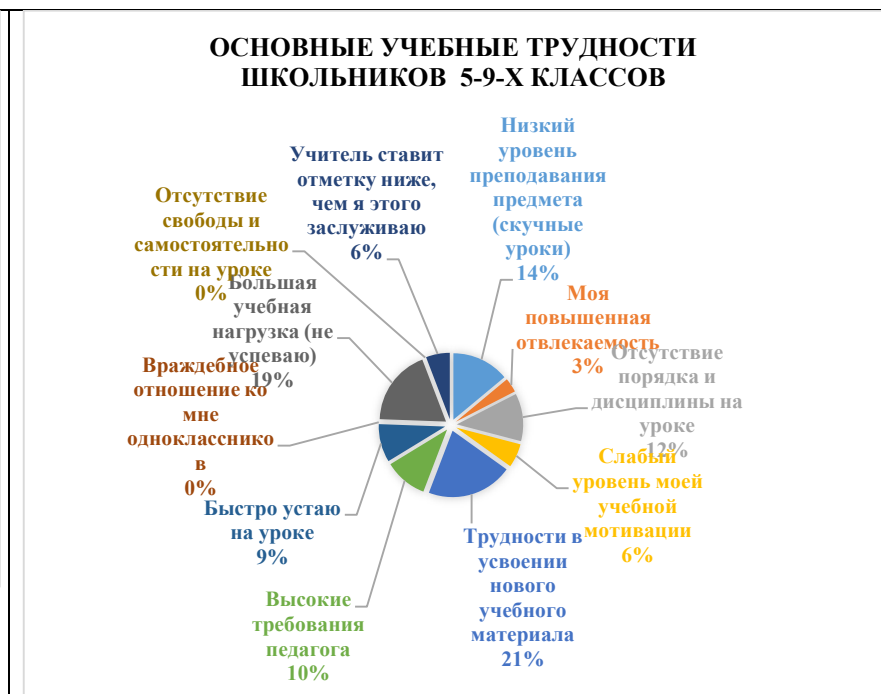 ОСНОВНЫЕ УЧЕБНЫЕ ТРУДНОСТИ
ШКОЛЬНИКОВ 5-9-Х КЛАССОВ
Низкий
уровень
преподавания
предмета
(скучные
уроки)
14%
Моя
повышенная
отвлекаемость
3%
Отсутствие
порядка и
дисциплины на
уроке
12%
Слабый
уровень моей
учебной
мотивации
6%
Трудности в
усвоении
нового
учебного
материала
21%
Высокие
требования
педагога
10%
Быстро устаю
на уроке
9%
Враждебное
отношение ко
мне
однокласснико
в
0%
Большая
учебная
нагрузка (не
успеваю)
19%
Отсутствие
свободы и
самостоятельно
сти на уроке
0%
Учитель ставит
отметку ниже,
чем я этого
заслуживаю
6%